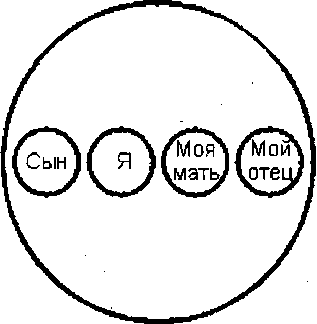 Сын
Я
Моя
мать
Мой
отец